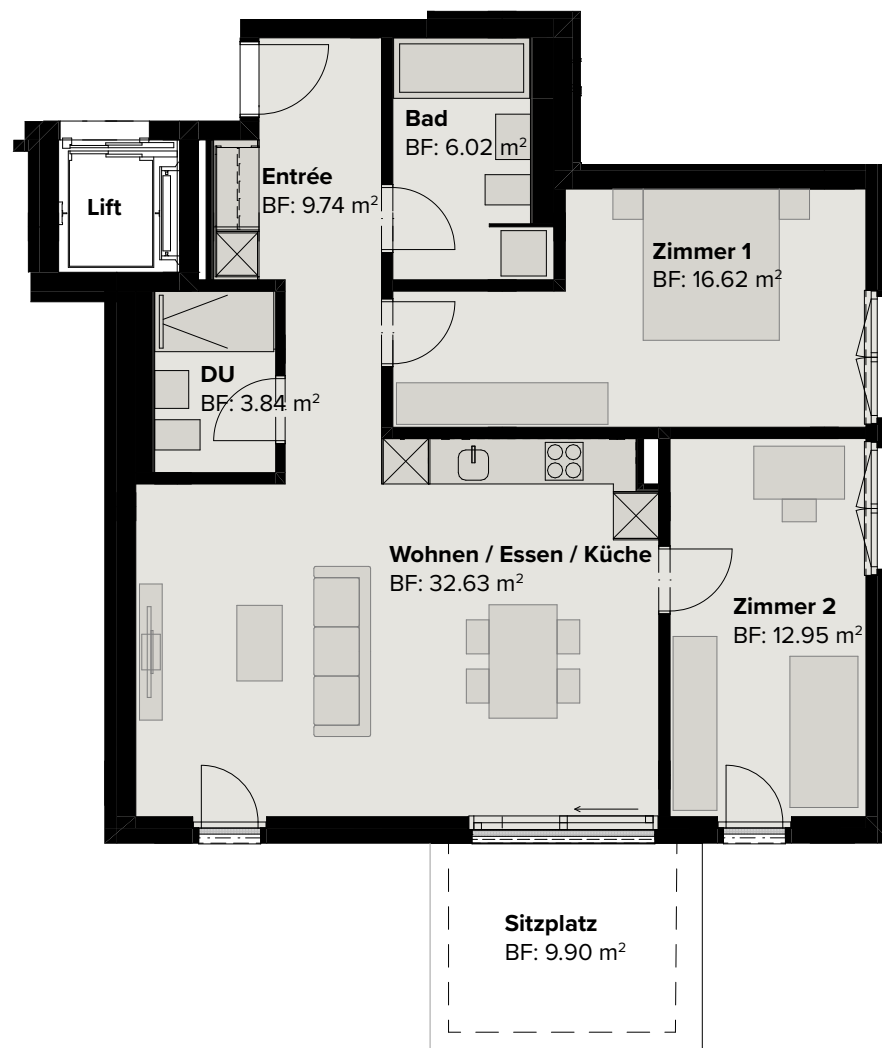 Bad
BF: 6.02 m²
Entrée
BF: 9.74 m²
Lift
Zimmer 1
BF: 16.62 m²
DU
BF: 3.84 m²
Wohnen / Essen / Küche
BF: 32.63 m²
Zimmer 2
BF: 12.95 m²
Sitzplatz
BF: 9.90 m²